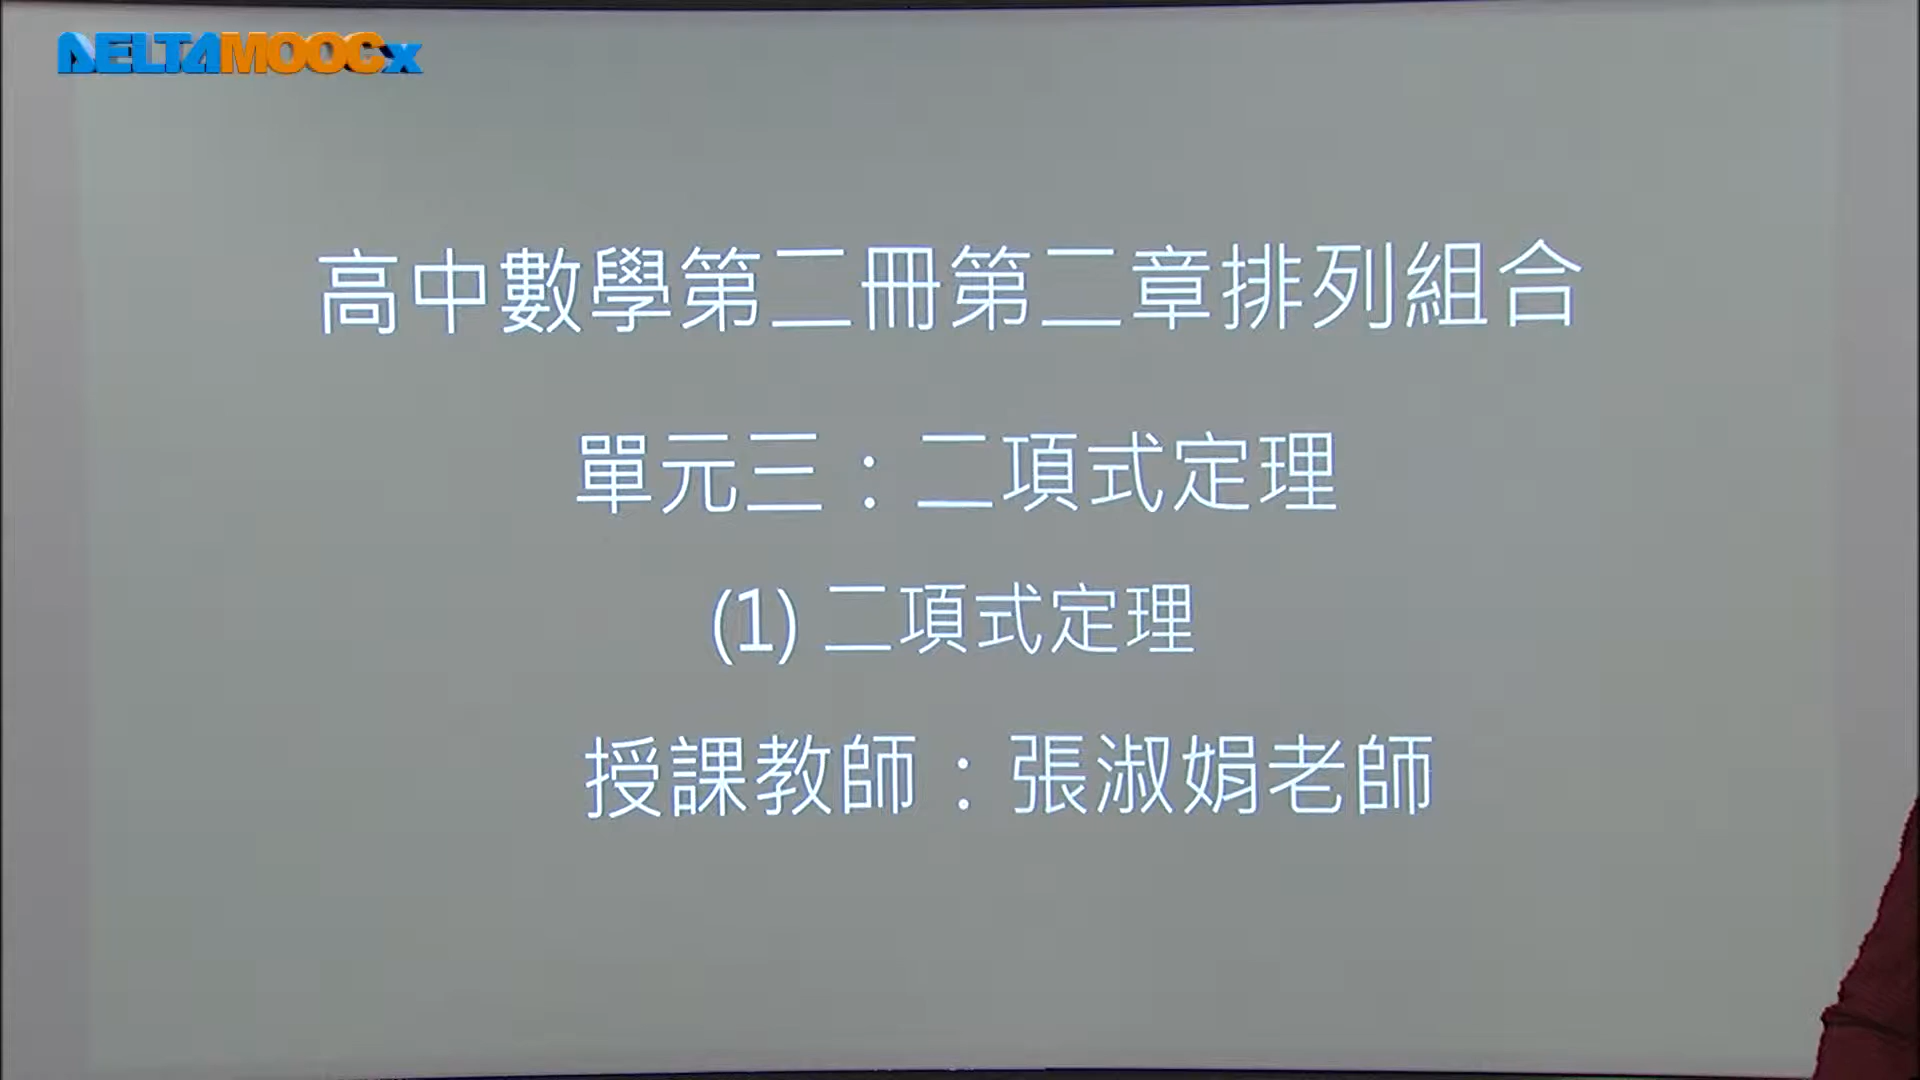 DELTAMOOCx
高中數學第二冊第二章排列組合
單元三：二項式定理
(1) 二項式定理
授課教師：張淑娟老師